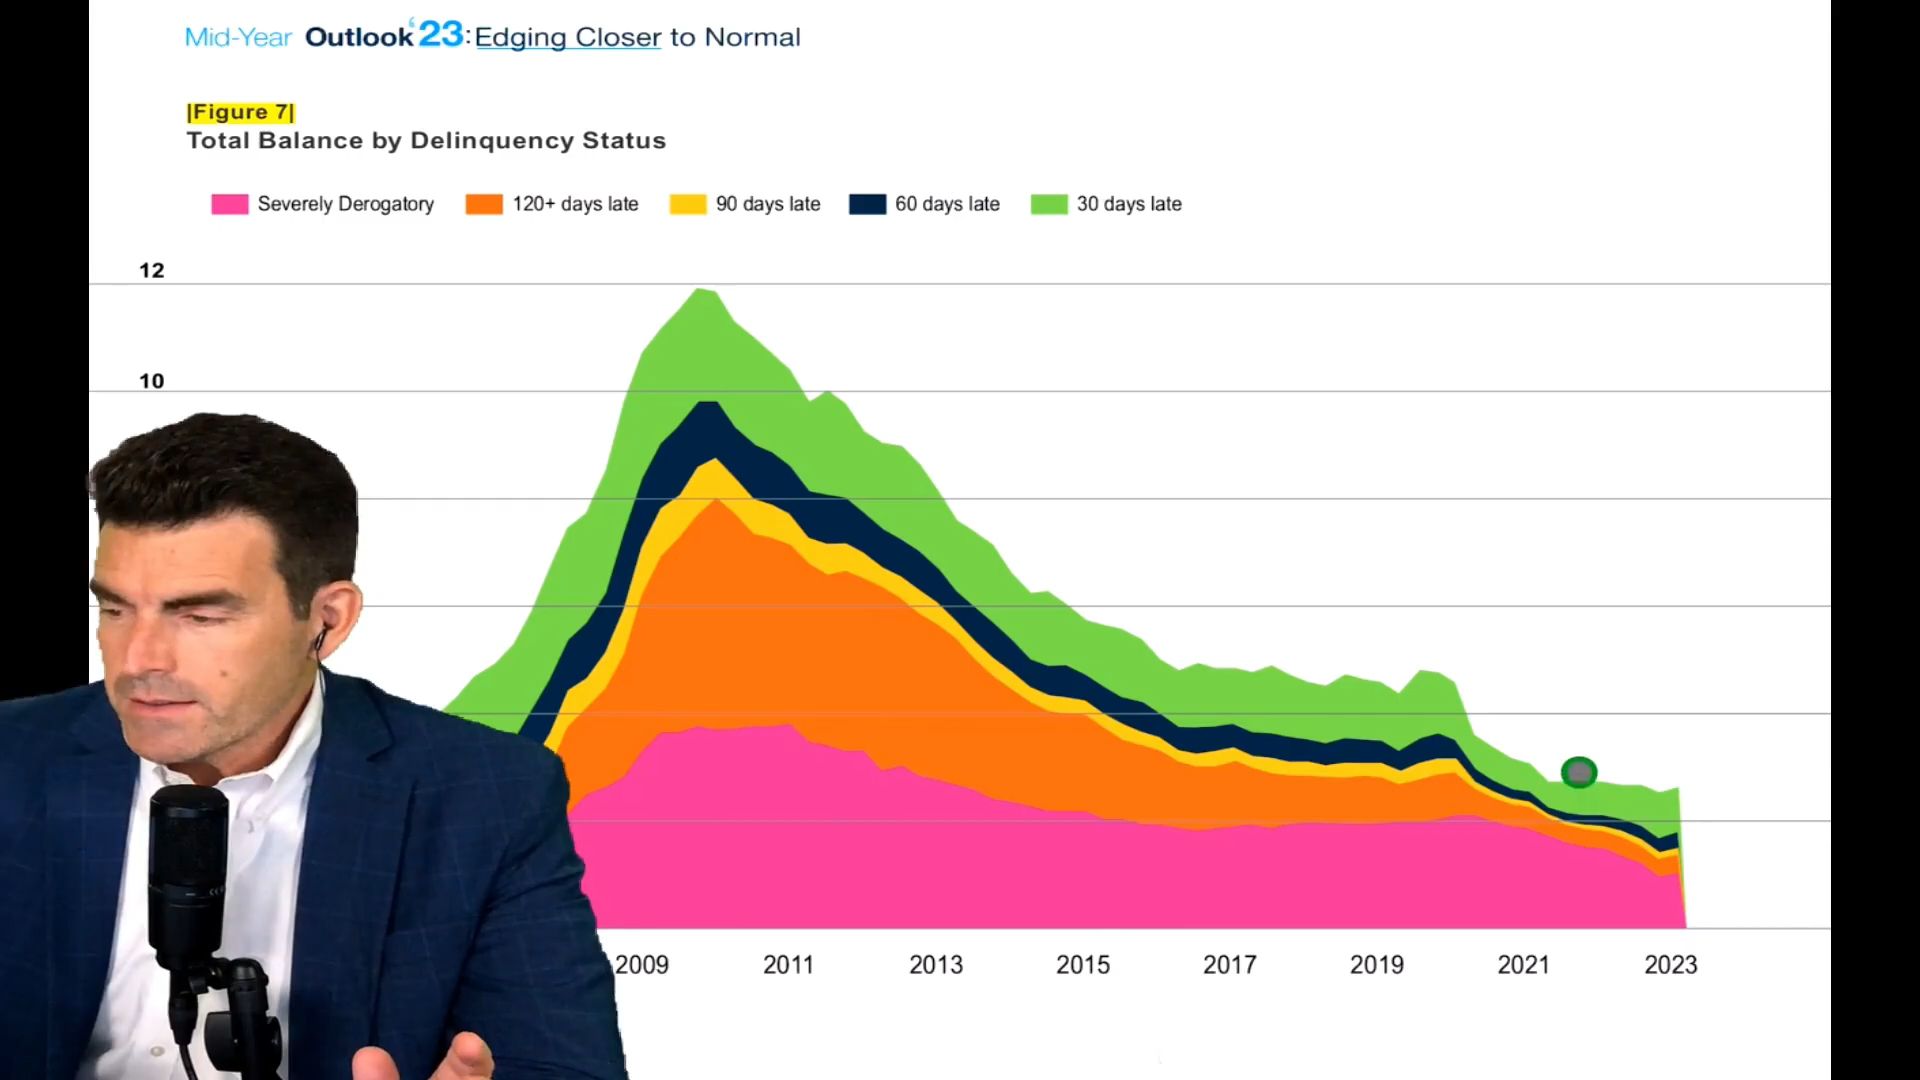 Mid-Year Outlook ‘23: Edging Closer to Normal
|Figure 7|
Total Balance by Delinquency Status
Severely Derogatory 120+ days late 90 days late 60 days late 30 days late
12
10
2009 2011 2013 2015 2017 2019 2021 2023